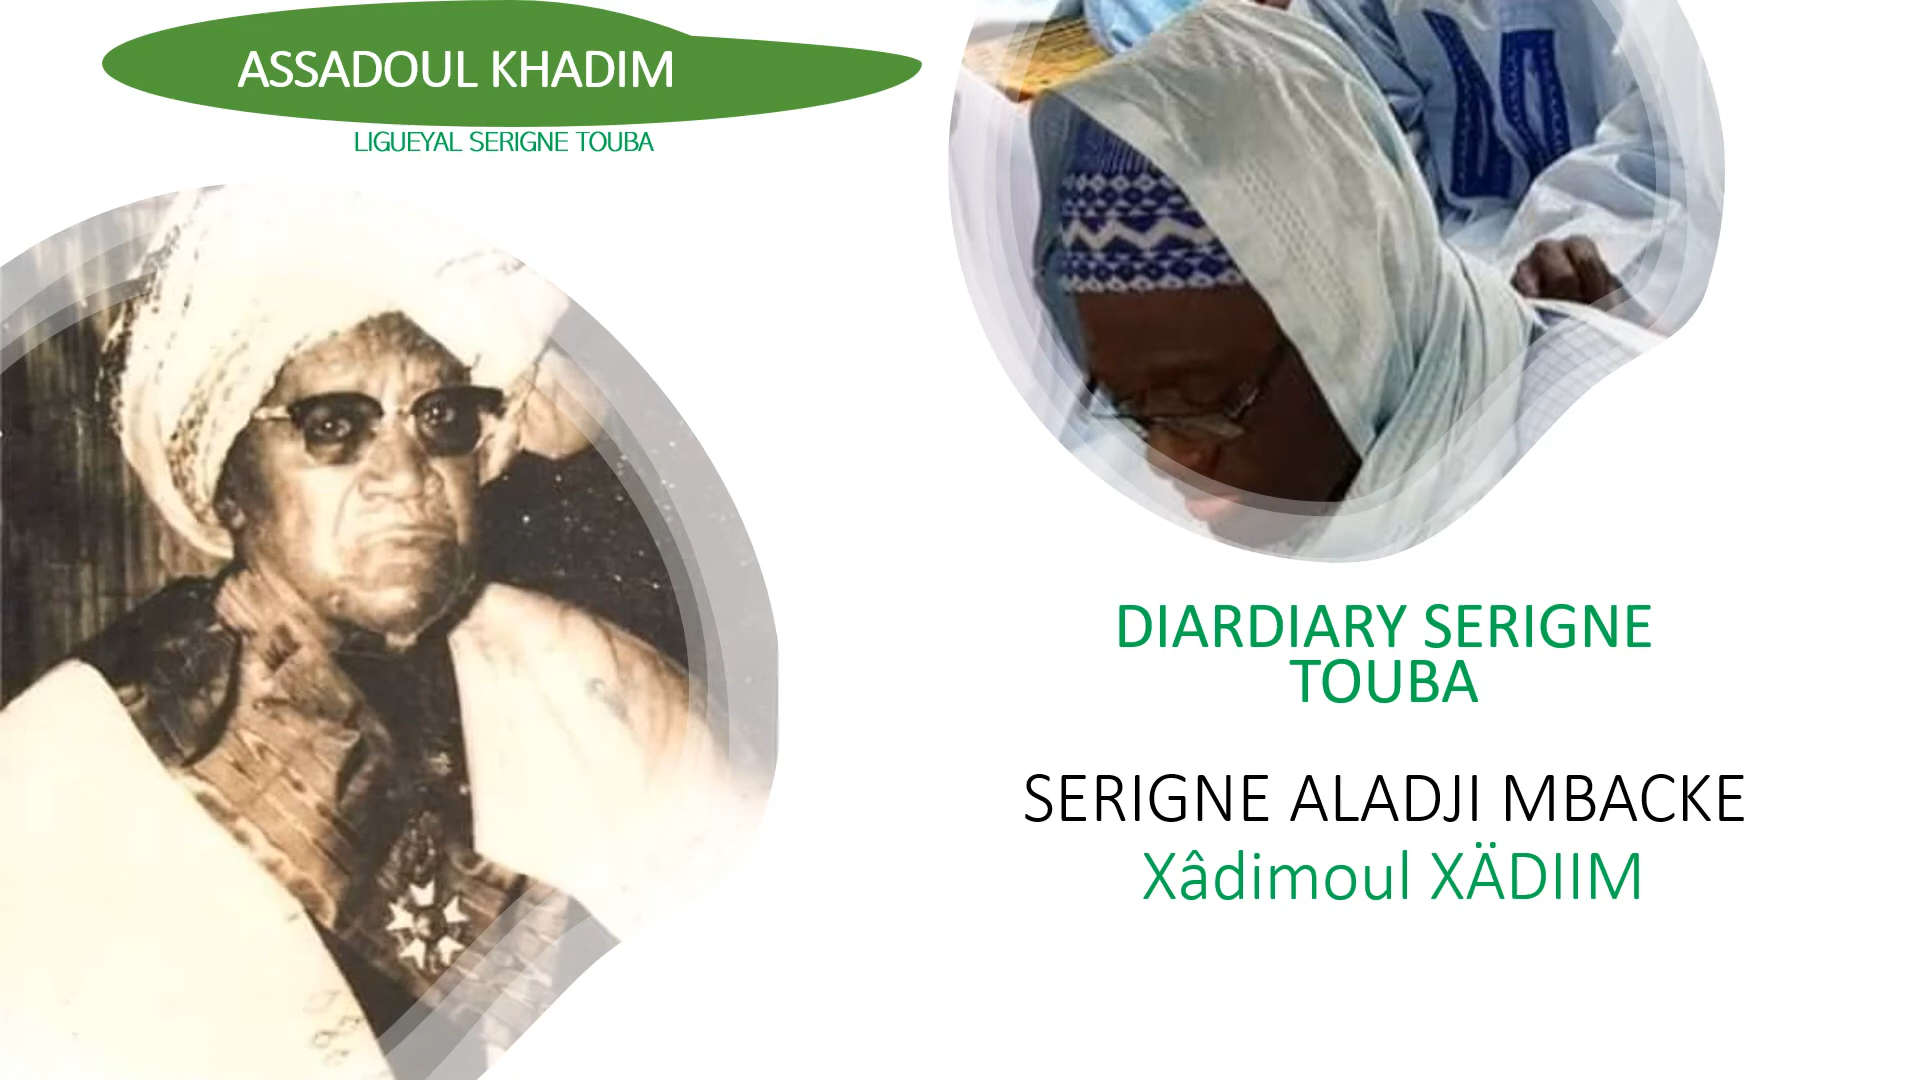 ASSADOUL KHADIM
LIGUEYAL SERIGNE TOUBA
DIARDIARY SERIGNE
TOUBA
SERIGNE ALADJI MBACKE
Xâdimoul XÄDIIM